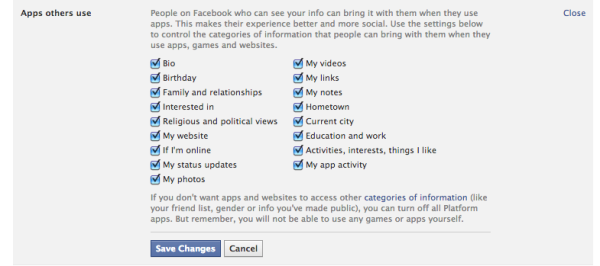 Apps others use
People on Facebook who can see your info can bring it with them when they use
Close
apps. This makes their experience better and more social. Use the settings below
to control the categories of information that people can bring with them when they
use apps, games and websites.
Bio
My videos
Birthday
My links
Family and relationships
My notes
Interested in
Hometown
Religious and political views
Current city
My website
Education and work
If I'm online
Activities, interests, things I like
My status updates
My app activity
My photos
If you don't want apps and websites to access other categories of information (like
your friend list, gender or info you've made public), you can turn off all Platform
apps. But remember, you will not be able to use any games or apps yourself.
Save Changes
Cancel